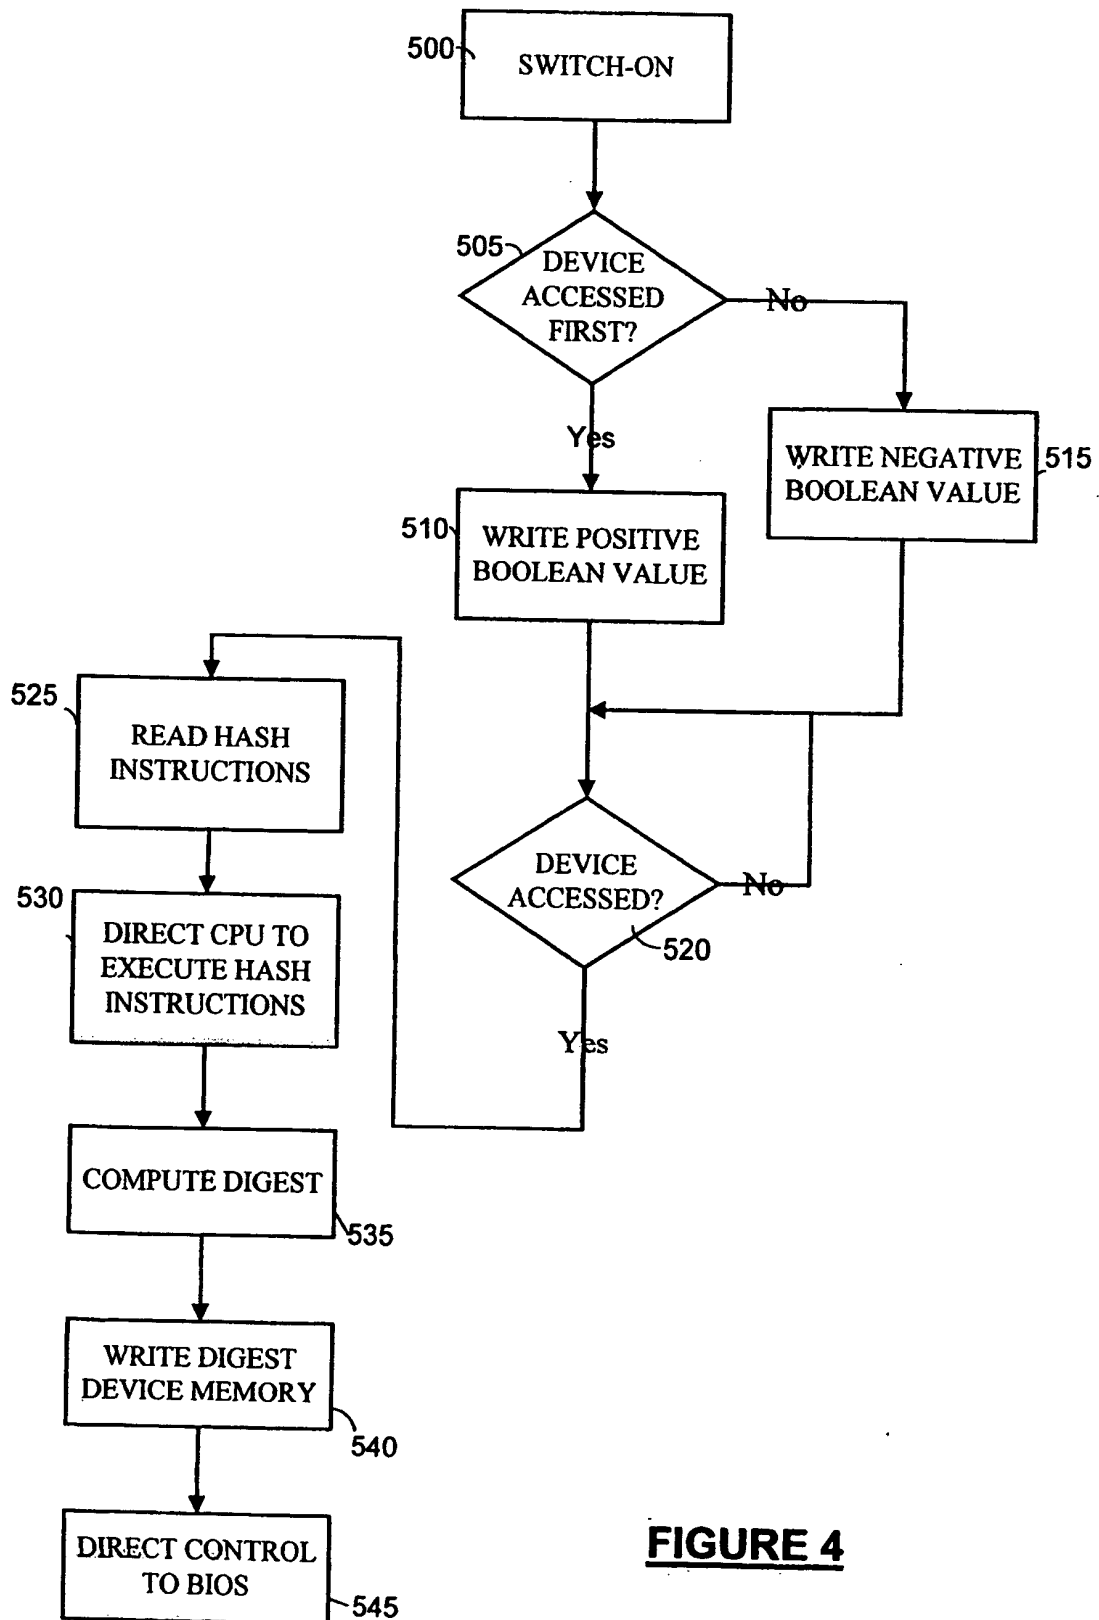 500
SWITCH-ON
505
DEVICE
ACCESSED
FIRST?
No
Yes
WRITE NEGATIVE
BOOLEAN VALUE
515
510
WRITE POSITIVE
BOOLEAN VALUE
525
READ HASH
INSTRUCTIONS
DEVICE
ACCESSED?
No
520
530
DIRECT CPU TO
EXECUTE HASH
INSTRUCTIONS
Yes
COMPUTE DIGEST
535
WRITE DIGEST
DEVICE MEMORY
540
DIRECT CONTROL
TO BIOS
545
FIGURE 4